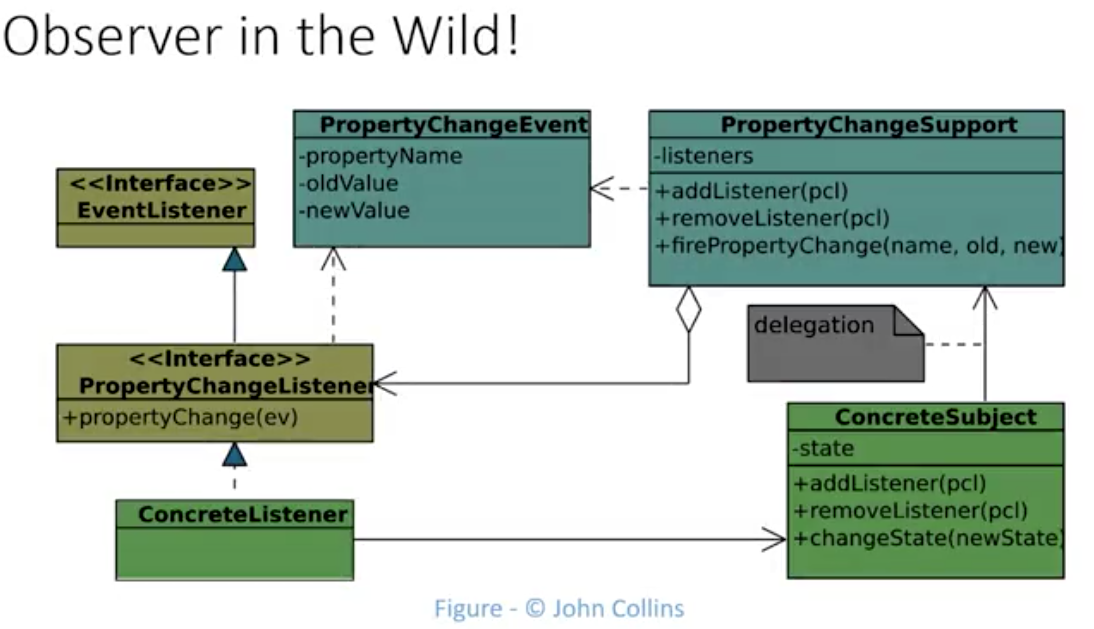 Observer in the Wild!
PropertyChangeEvent
-propertyName
-oldValue
-newValue
PropertyChangeSupport
-listeners
+addListener(pcl)
+removeListener(pcl)
+firePropertyChange(name, old, new)
<<Interface>>
EventListener
delegation
<<Interface>>
PropertyChangeListener
+propertyChange(ev)
ConcreteSubject
-state
+addListener(pcl)
+removeListener(pcl)
+changeState(newState)
ConcreteListener
Figure - © John Collins